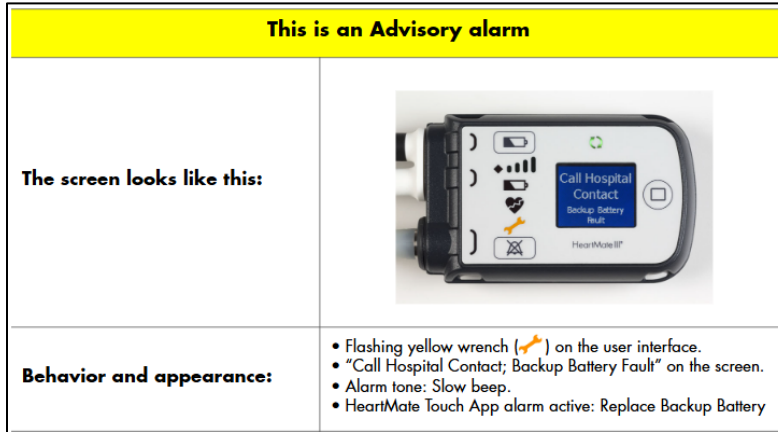 This is an Advisory alarm
The screen looks like this:
Call Hospital
Contact
Backup Battery
Fault
HeartMate III®
Behavior and appearance:
• Flashing yellow wrench ( ) on the user interface.
• “Call Hospital Contact; Backup Battery Fault” on the screen.
• Alarm tone: Slow beep.
• HeartMate Touch App alarm active: Replace Backup Battery